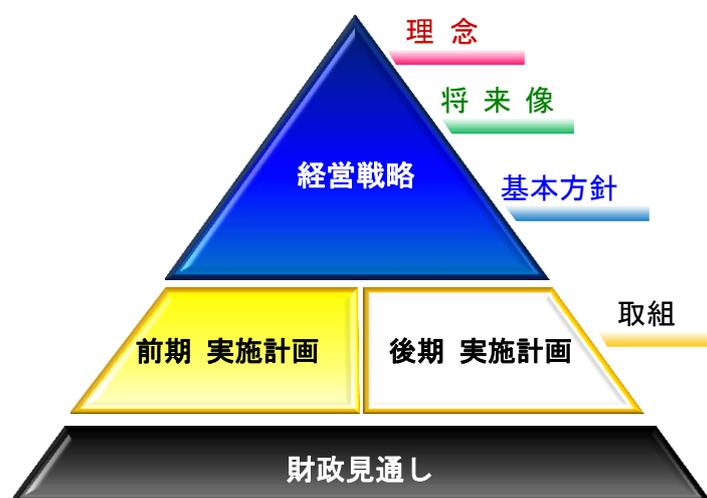 理 念
将 来 像
経営戦略
基本方針
取組
前期 実施計画
後期 実施計画
財政見通し